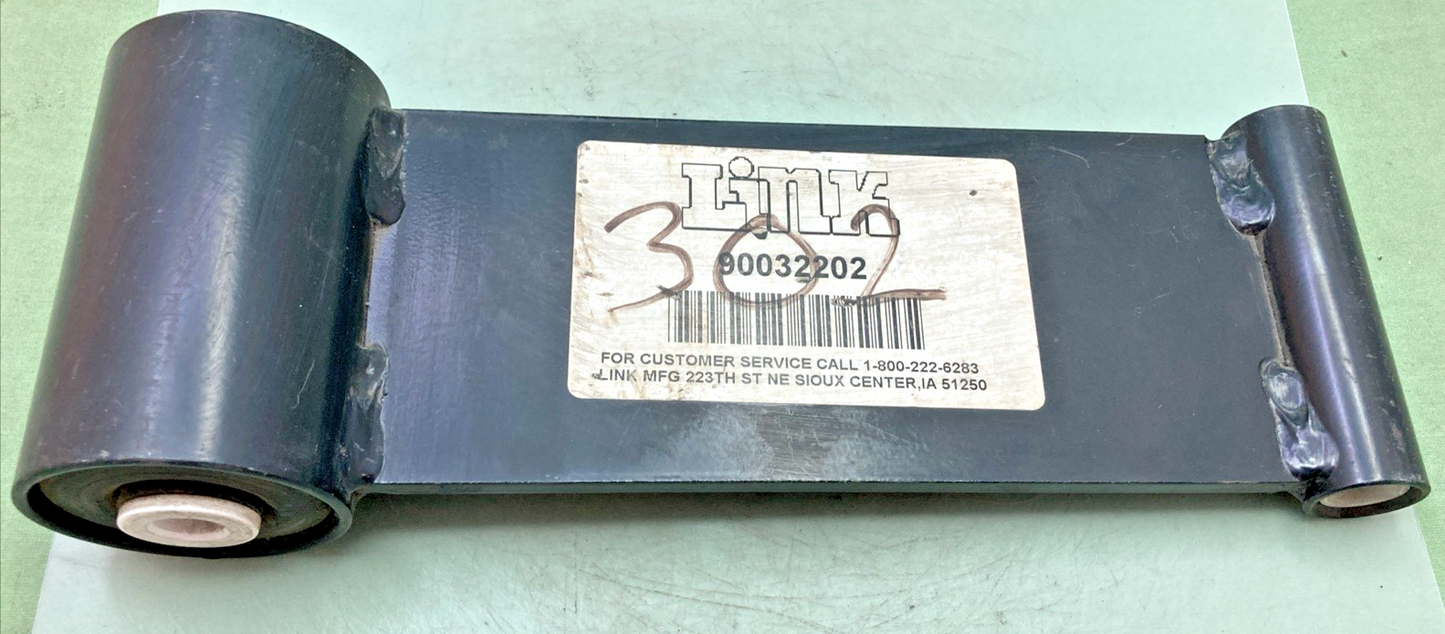 Link
302
90032202
FOR CUSTOMER SERVICE CALL 1-800-222-6283
LINK MFG 223TH ST NE SIOUX CENTER,IA 51250